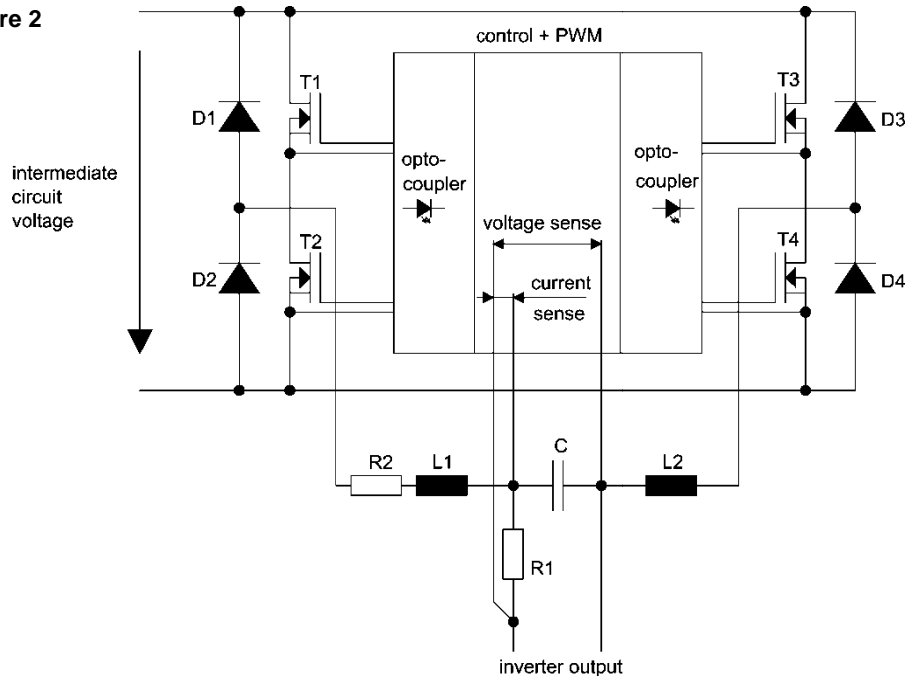 re 2
control + PWM
T1
T3
D1
D3
opto-
coupler
opto-
coupler
intermediate
circuit
voltage
voltage sense
T2
T4
D2
D4
current
sense
C
R2
L1
L2
R1
inverter output